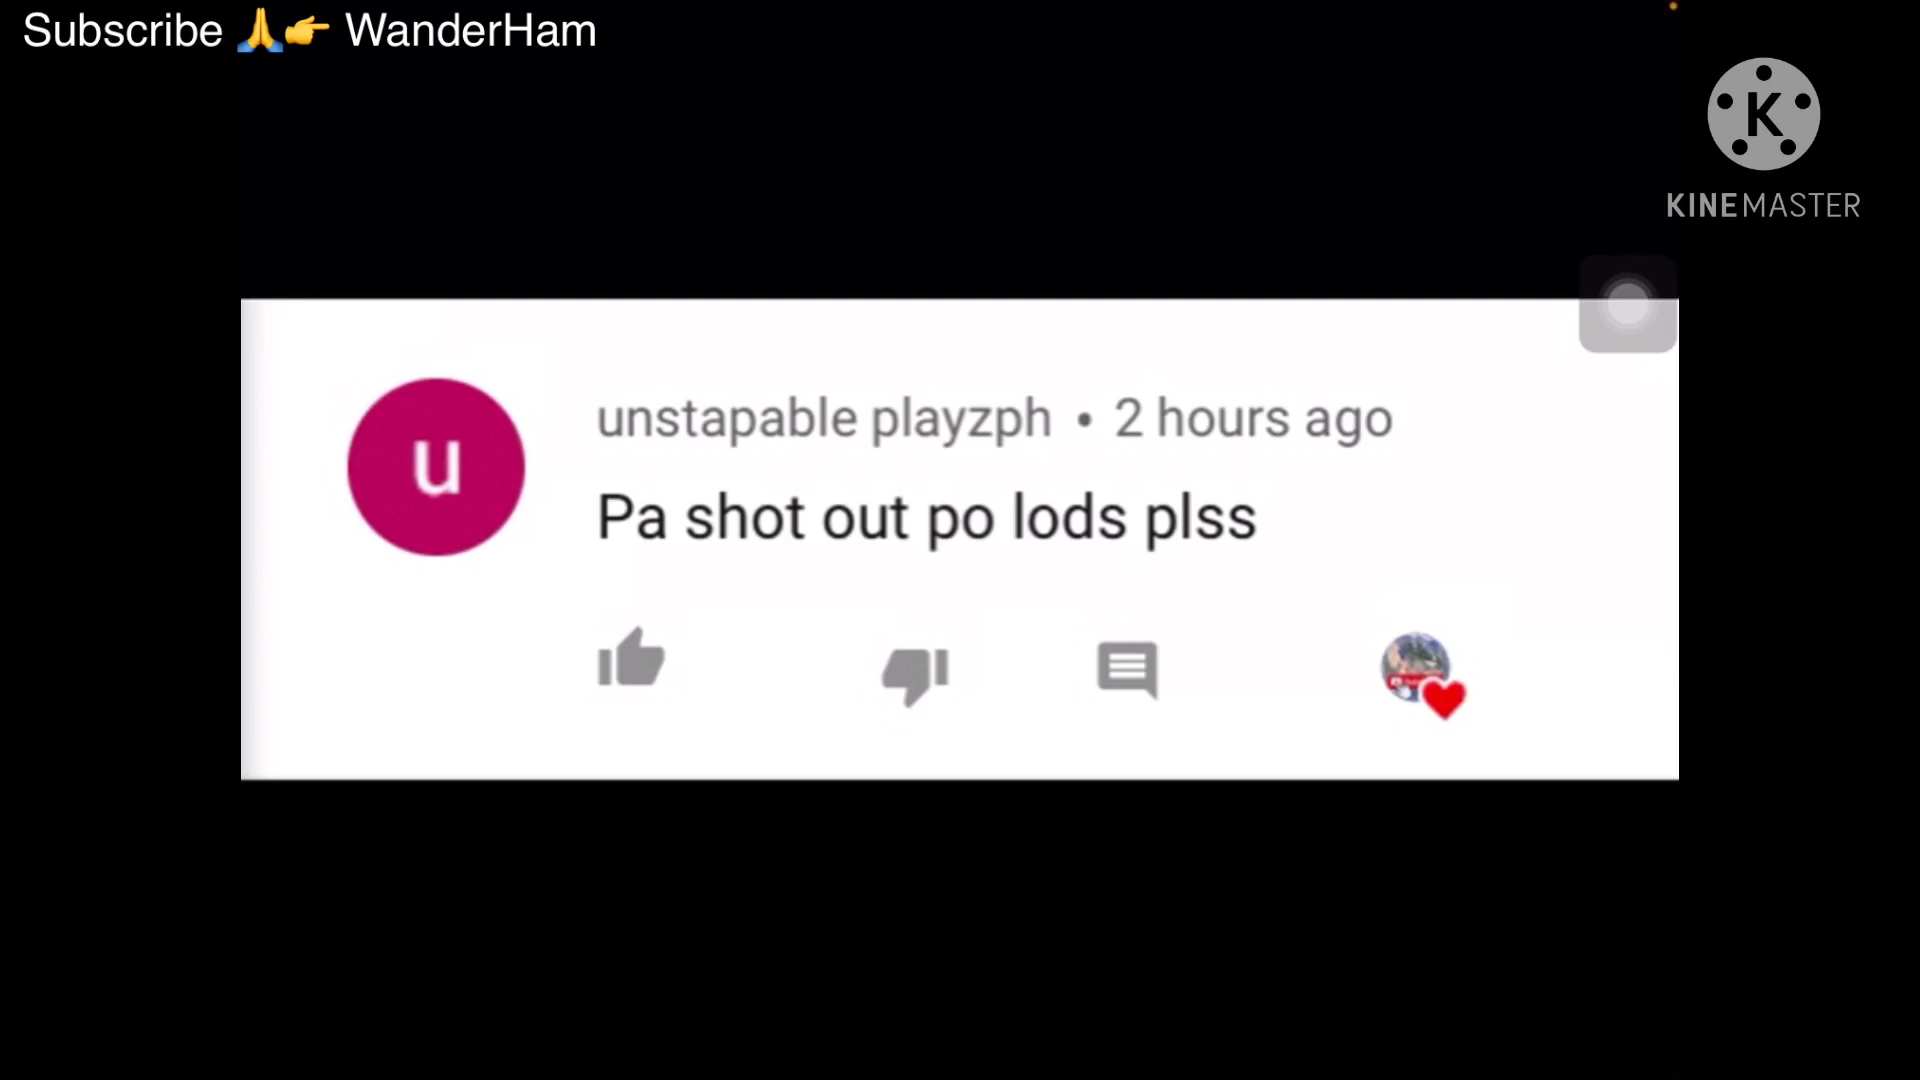 Subscribe 🙏👉 WanderHam
K
KINEMASTER
unstapable playzph • 2 hours ago
u
Pa shot out po lods plss